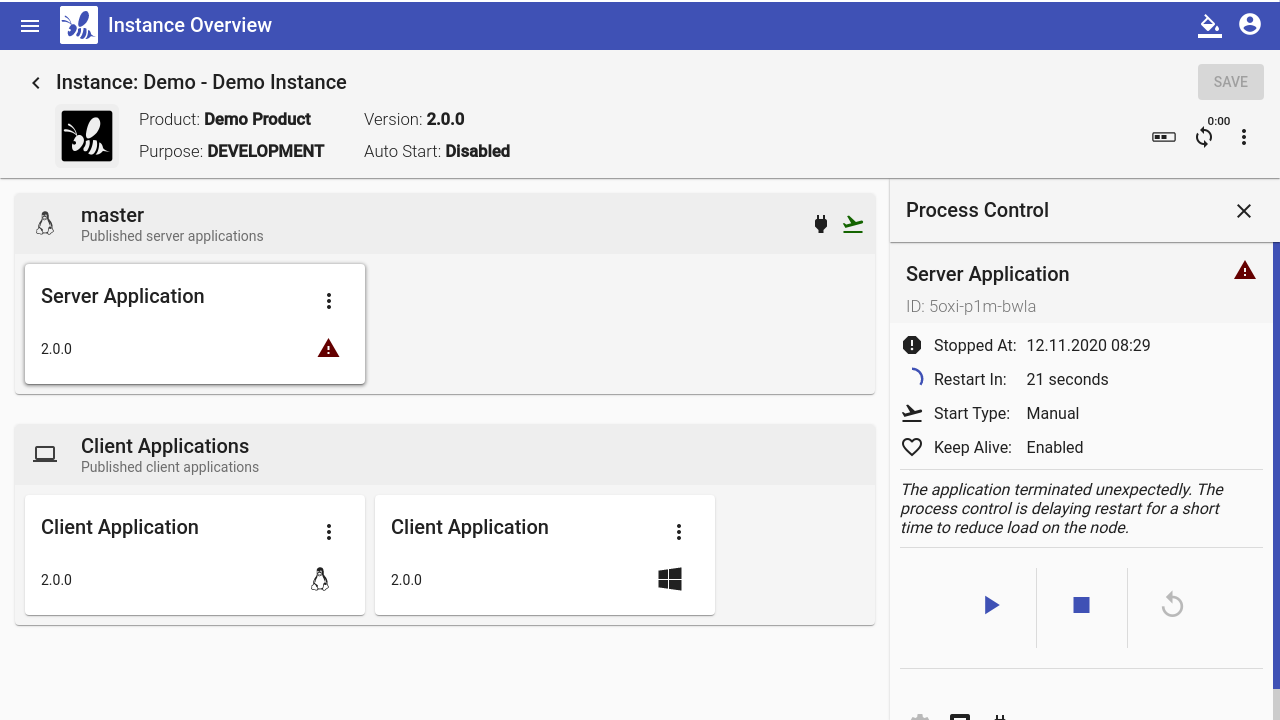 Instance Overview
Instance: Demo - Demo Instance
SAVE
Product: Demo Product
Version: 2.0.0
0:00
Purpose: DEVELOPMENT
Auto Start: Disabled
master
Published server applications
Server Application
2.0.0
Client Applications
Published client applications
Client Application
2.0.0
Client Application
2.0.0
Process Control
Server Application
ID: 5oxi-p1m-bwla
Stopped At: 12.11.2020 08:29
Restart In: 21 seconds
Start Type: Manual
Keep Alive: Enabled
The application terminated unexpectedly. The
process control is delaying restart for a short
time to reduce load on the node.